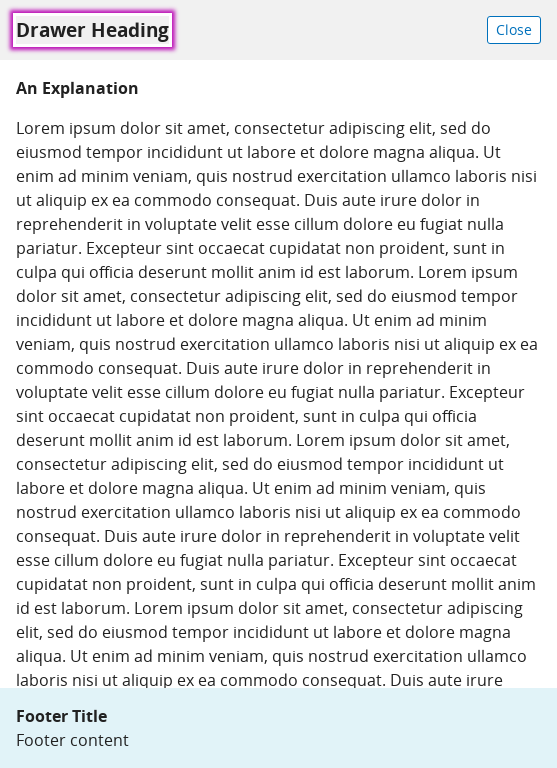 Drawer Heading
Close
An Explanation
Lorem ipsum dolor sit amet, consectetur adipiscing elit, sed do
eiusmod tempor incididunt ut labore et dolore magna aliqua. Ut
enim ad minim veniam, quis nostrud exercitation ullamco laboris nisi
ut aliquip ex ea commodo consequat. Duis aute irure dolor in
reprehenderit in voluptate velit esse cillum dolore eu fugiat nulla
pariatur. Excepteur sint occaecat cupidatat non proident, sunt in
culpa qui officia deserunt mollit anim id est laborum. Lorem ipsum
dolor sit amet, consectetur adipiscing elit, sed do eiusmod tempor
incididunt ut labore et dolore magna aliqua. Ut enim ad minim
veniam, quis nostrud exercitation ullamco laboris nisi ut aliquip ex ea
commodo consequat. Duis aute irure dolor in reprehenderit in
voluptate velit esse cillum dolore eu fugiat nulla pariatur. Excepteur
sint occaecat cupidatat non proident, sunt in culpa qui officia
deserunt mollit anim id est laborum. Lorem ipsum dolor sit amet,
consectetur adipiscing elit, sed do eiusmod tempor incididunt ut
labore et dolore magna aliqua. Ut enim ad minim veniam, quis
nostrud exercitation ullamco laboris nisi ut aliquip ex ea commodo
consequat. Duis aute irure dolor in reprehenderit in voluptate velit
esse cillum dolore eu fugiat nulla pariatur. Excepteur sint occaecat
cupidatat non proident, sunt in culpa qui officia deserunt mollit anim
id est laborum. Lorem ipsum dolor sit amet, consectetur adipiscing
elit, sed do eiusmod tempor incididunt ut labore et dolore magna
aliqua. Ut enim ad minim veniam, quis nostrud exercitation ullamco
laboris nisi ut aliquip ex ea commodo consequat. Duis aute irure
Footer Title
Footer content